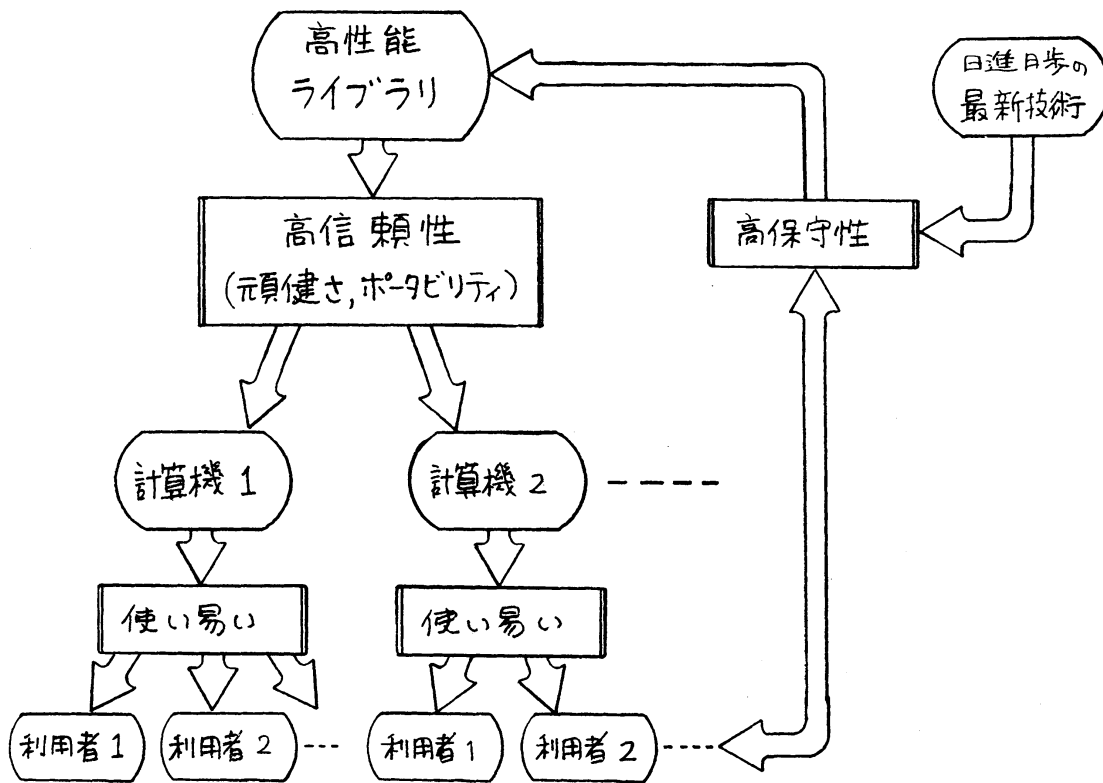 高性能
ライブラリ
日進月歩の
最新技術
高信頼性
(頑健さ,ポータビリティ)
高保守性
計算機 1
計算機 2
使い易い
使い易い
利用者 1
利用者 2
利用者 1
利用者 2